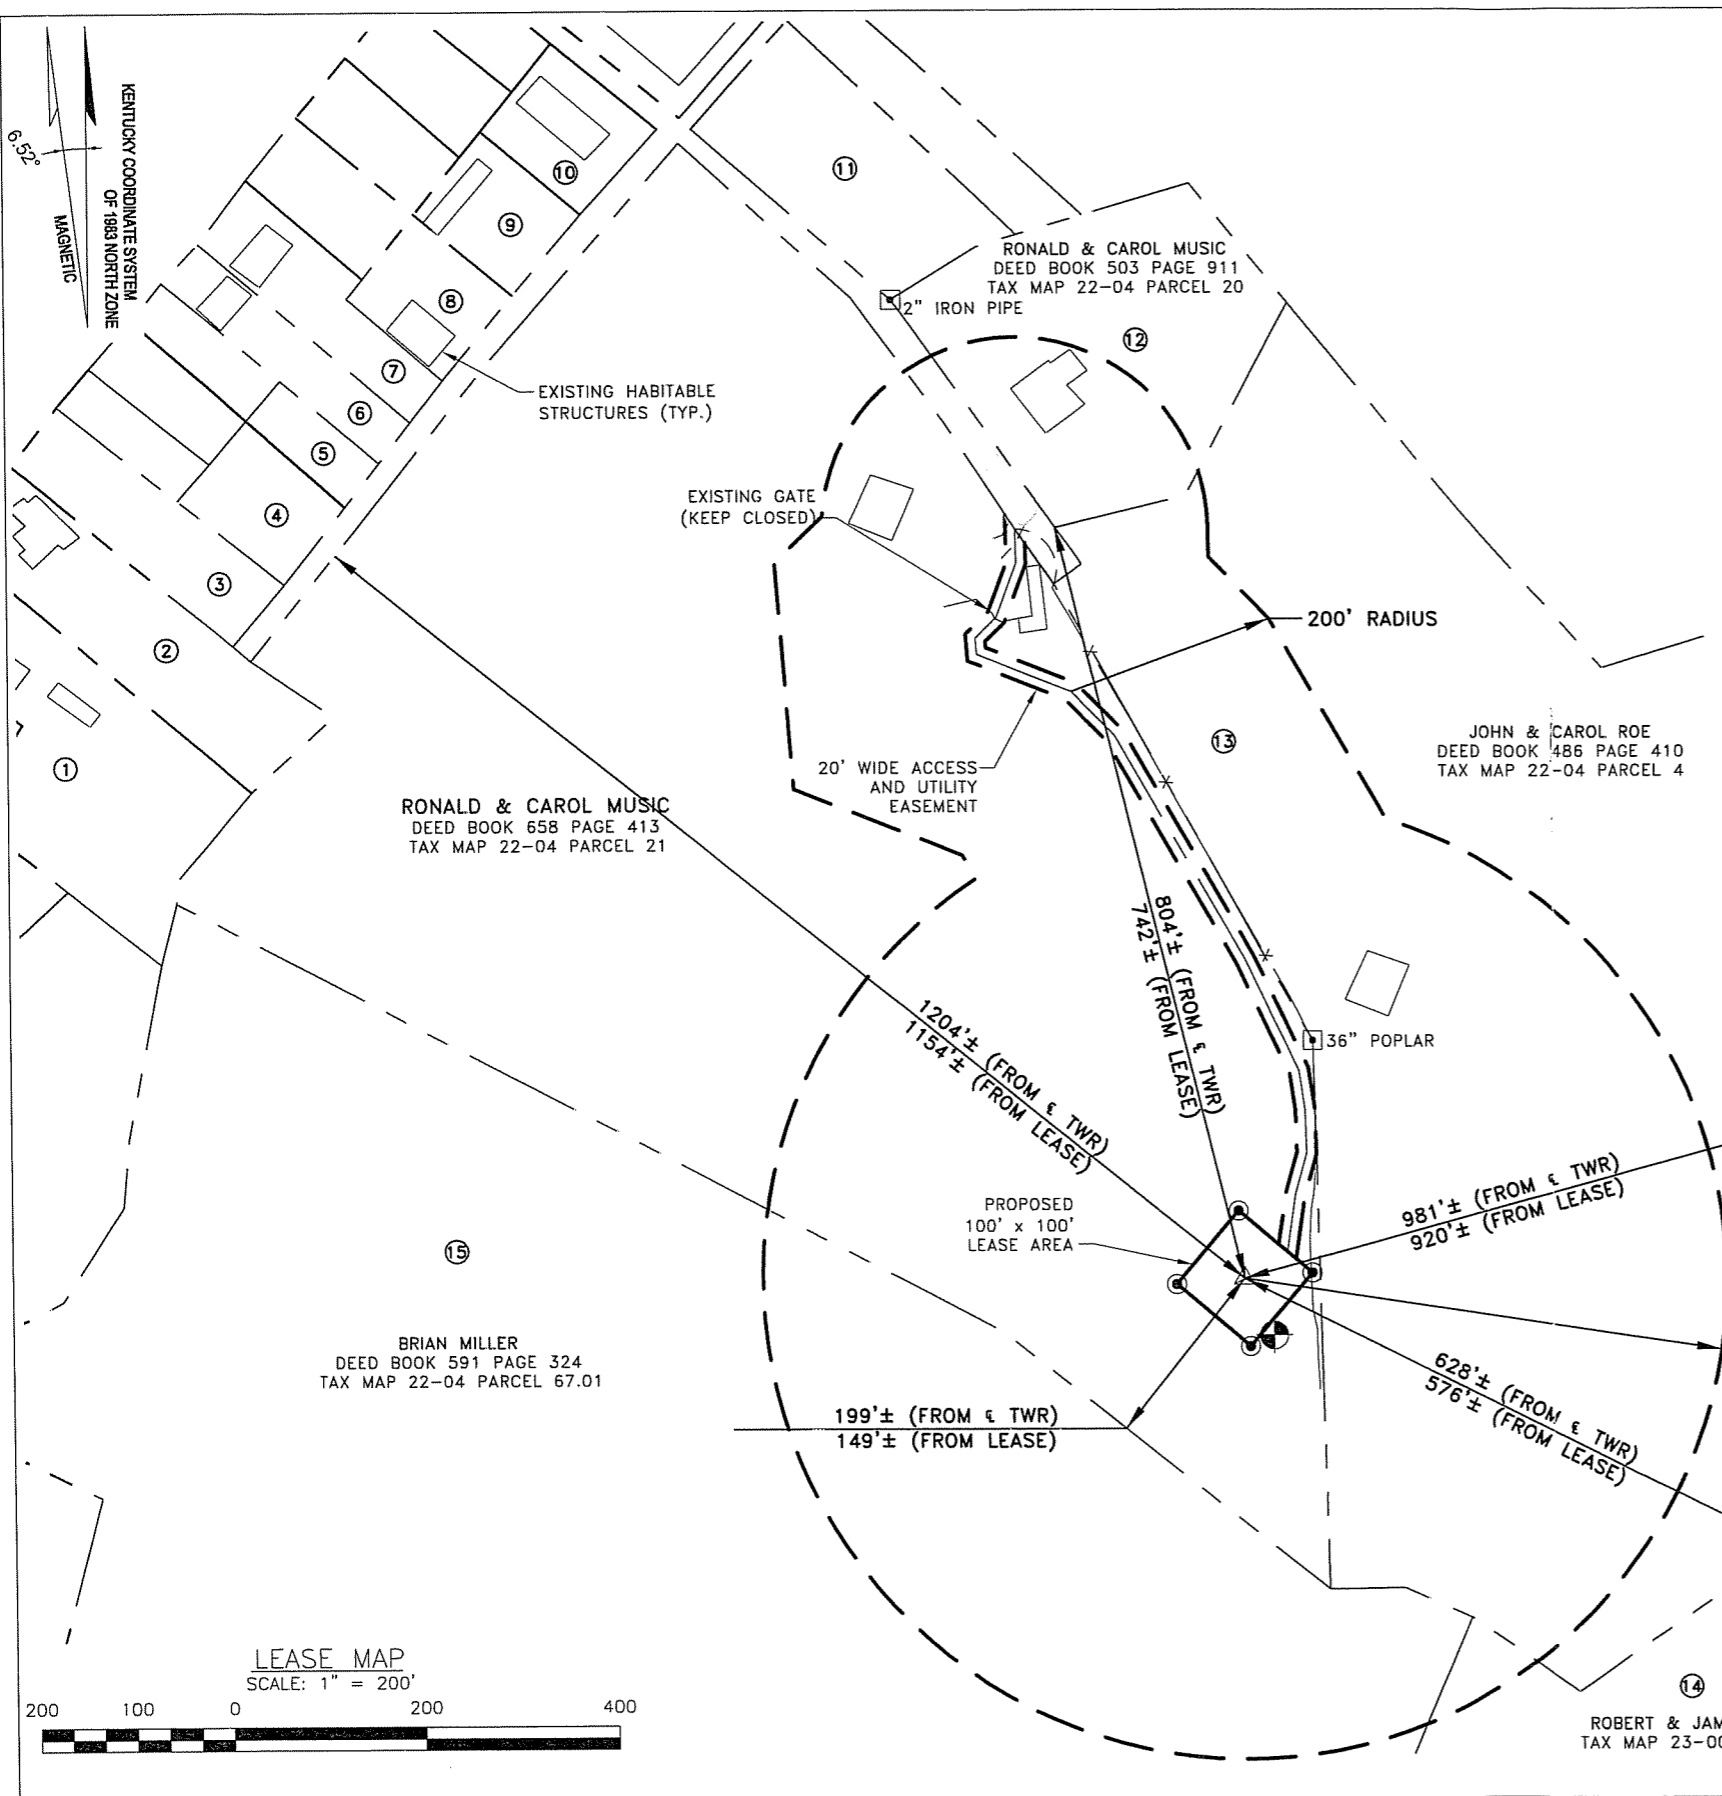 KENTUCKY COORDINATE SYSTEM
OF 1983 NORTH ZONE
MAGNETIC
6.52°
10
9
8
7
6
5
4
3
2
1
11
RONALD & CAROL MUSIC
DEED BOOK 503 PAGE 911
TAX MAP 22-04 PARCEL 20
2" IRON PIPE
12
EXISTING HABITABLE
STRUCTURES (TYP.)
EXISTING GATE
(KEEP CLOSED)
200' RADIUS
13
JOHN & CAROL ROE
DEED BOOK 486 PAGE 410
TAX MAP 22-04 PARCEL 4
20' WIDE ACCESS
AND UTILITY
EASEMENT
RONALD & CAROL MUSIC
DEED BOOK 658 PAGE 413
TAX MAP 22-04 PARCEL 21
804'± (FROM ℄ TWR)
742'± (FROM LEASE)
36" POPLAR
1204'± (FROM ℄ TWR)
1154'± (FROM LEASE)
981'± (FROM ℄ TWR)
920'± (FROM LEASE)
PROPOSED
100' x 100'
LEASE AREA
15
BRIAN MILLER
DEED BOOK 591 PAGE 324
TAX MAP 22-04 PARCEL 67.01
628'± (FROM ℄ TWR)
576'± (FROM LEASE)
199'± (FROM ℄ TWR)
149'± (FROM LEASE)
LEASE MAP
SCALE: 1" = 200'
200 100 0 200 400
14
ROBERT & JAM
TAX MAP 23-00